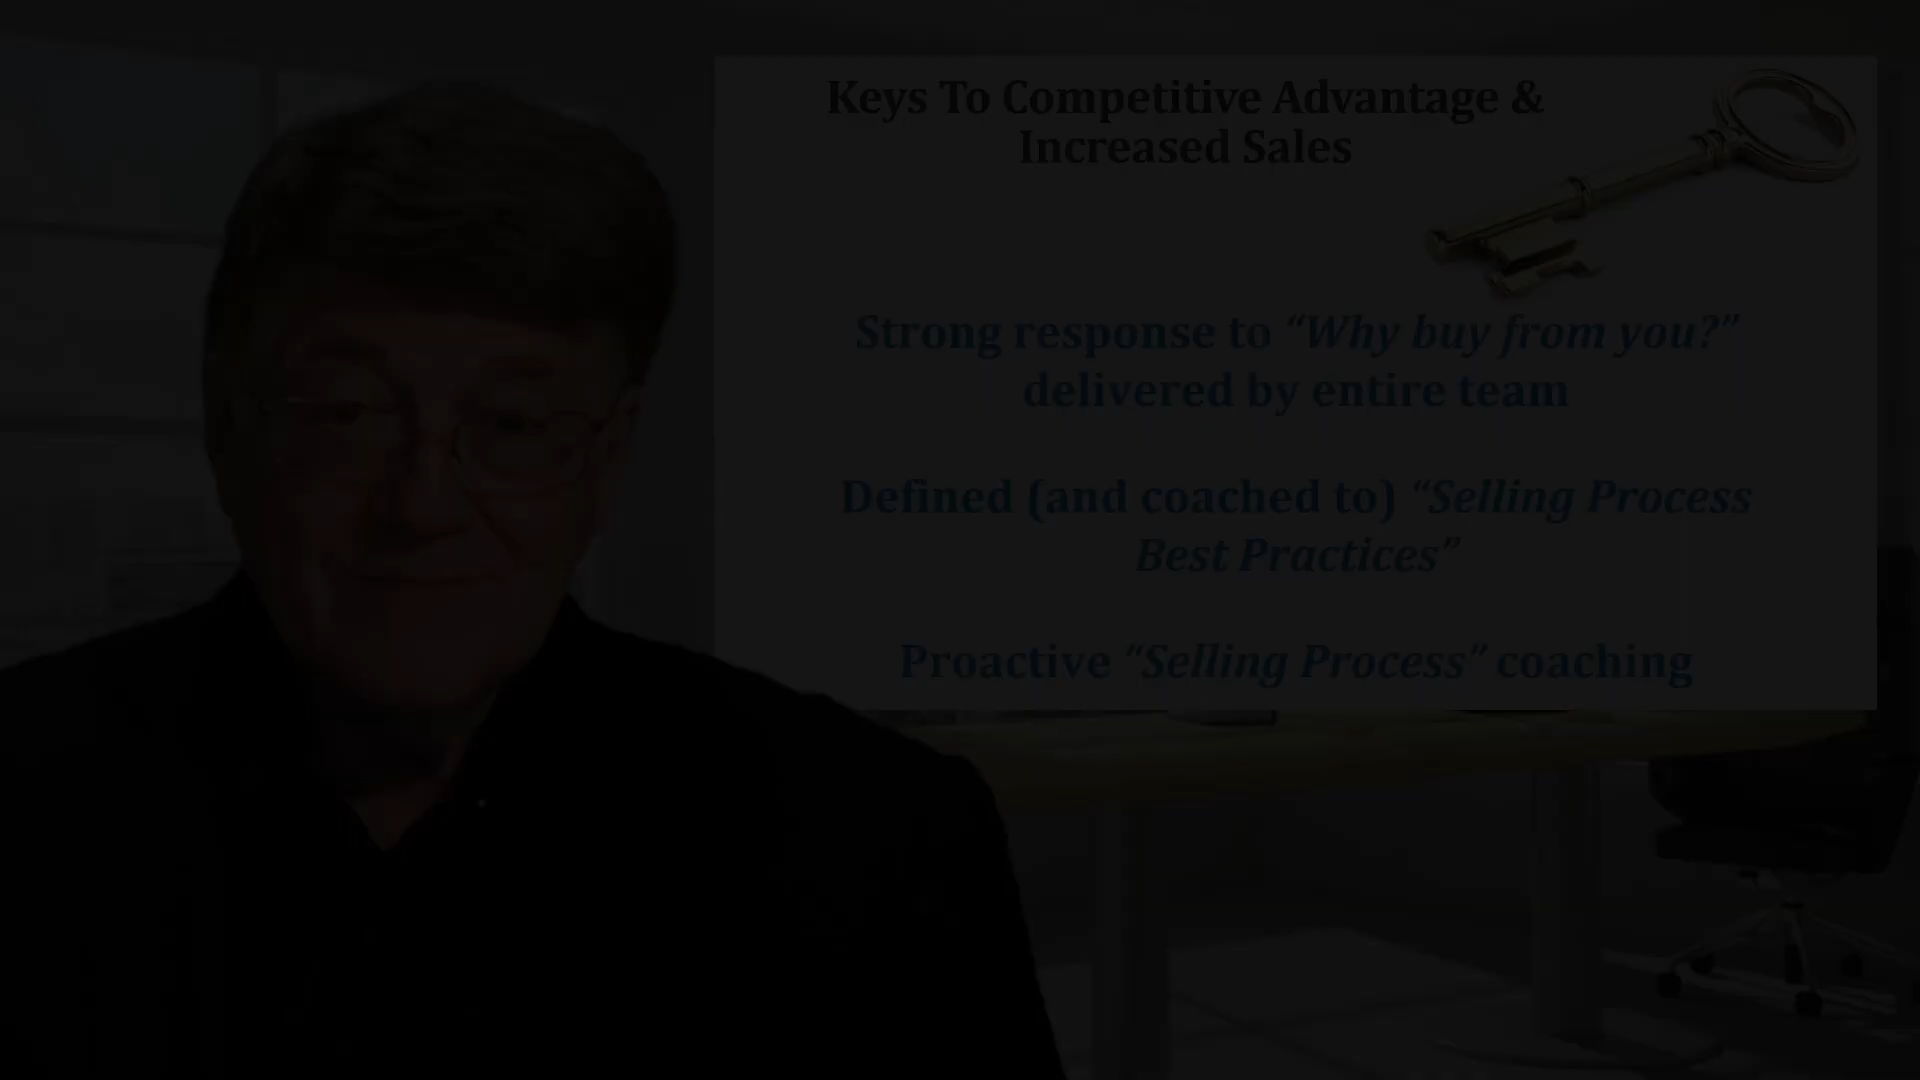 Keys To Competitive Advantage &
Increased Sales
Strong response to “Why buy from you?”
delivered by entire team
Defined (and coached to) “Selling Process
Best Practices”
Proactive “Selling Process” coaching